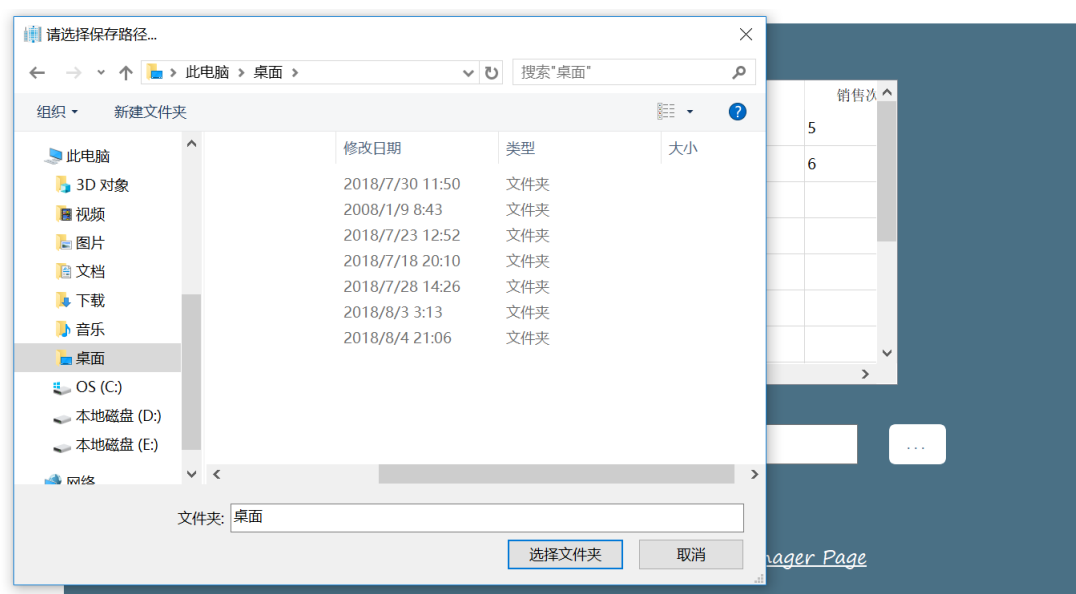 请选择保存路径...
此电脑 桌面
搜索"桌面"
组织 新建文件夹
修改日期 类型 大小
此电脑
3D 对象
视频
图片
文档
下载
音乐
桌面
OS (C:)
本地磁盘 (D:)
本地磁盘 (E:)
网络
2018/7/30 11:50 文件夹
2008/1/9 8:43 文件夹
2018/7/23 12:52 文件夹
2018/7/18 20:10 文件夹
2018/7/28 14:26 文件夹
2018/8/3 3:13 文件夹
2018/8/4 21:06 文件夹
文件夹: 桌面
选择文件夹 取消
销售次
5
6
...
nager Page